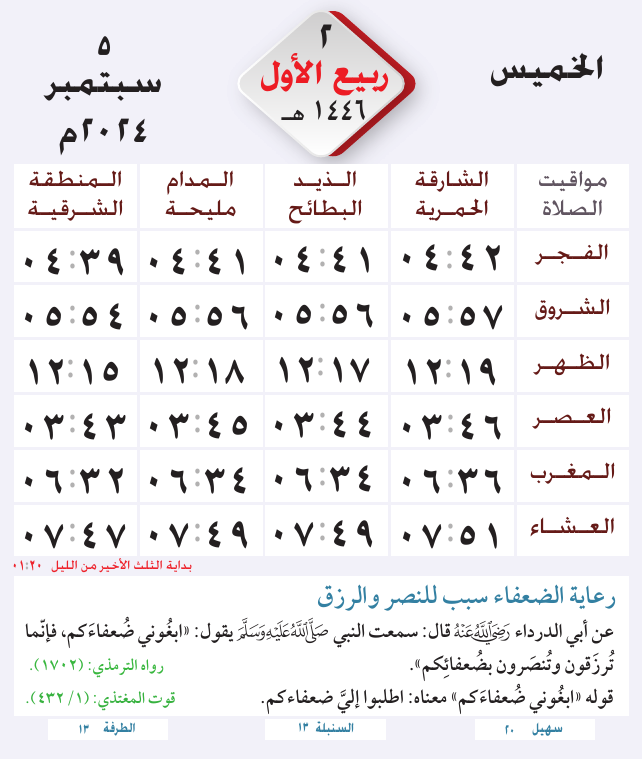 الخميس
٢
ربيع الأول
١٤٤٦ هـ
٥
سبتمبر
٢٠٢٤م
مواقيت الصلاة | الشارقة الحمرية | الذيد البطائح | المدام مليحة | المنطقة الشرقية
الفجر ٠٤:٤٢ ٠٤:٤١ ٠٤:٤١ ٠٤:٣٩
الشروق ٠٥:٥٧ ٠٥:٥٦ ٠٥:٥٦ ٠٥:٥٤
الظهر ١٢:١٩ ١٢:١٧ ١٢:١٨ ١٢:١٥
العصر ٠٣:٤٦ ٠٣:٤٤ ٠٣:٤٥ ٠٣:٤٣
المغرب ٠٦:٣٦ ٠٦:٣٤ ٠٦:٣٤ ٠٦:٣٢
العشاء ٠٧:٥١ ٠٧:٤٩ ٠٧:٤٩ ٠٧:٤٧
بداية الثلث الأخير من الليل ٠١:٢٠
رعاية الضعفاء سبب للنصر والرزق
عن أبي الدرداء رَضِيَ اللَّهُ عَنْهُ قال: سمعت النبي صَلَّى اللَّهُ عَلَيْهِ وَسَلَّمَ يقول: «ابغُوني ضُعفاءَكم، فإنّما
تُرزَقون وتُنصَرون بضُعفائِكم».
رواه الترمذي: (١٧٠٢).
قوله «ابغُوني ضُعفاءَكم» معناه: اطلبوا إليَّ ضعفاءكم.
قوت المغتذي: (١/ ٤٣٢).
سهيل ٢٠
السنبلة ١٣
الطرفة ١٣